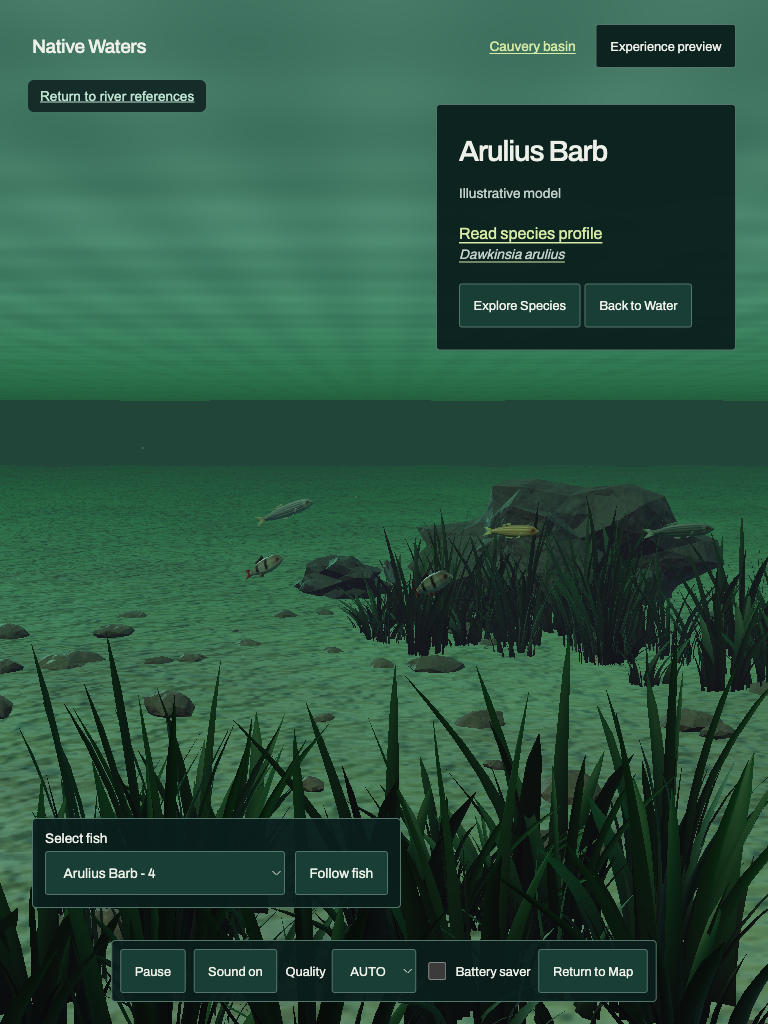 Native Waters
Cauvery basin
Experience preview
Return to river references
Arulius Barb
Illustrative model
Read species profile
Dawkinsia arulius
Explore Species
Back to Water
Select fish
Arulius Barb - 4
Follow fish
Pause
Sound on
Quality
AUTO
Battery saver
Return to Map